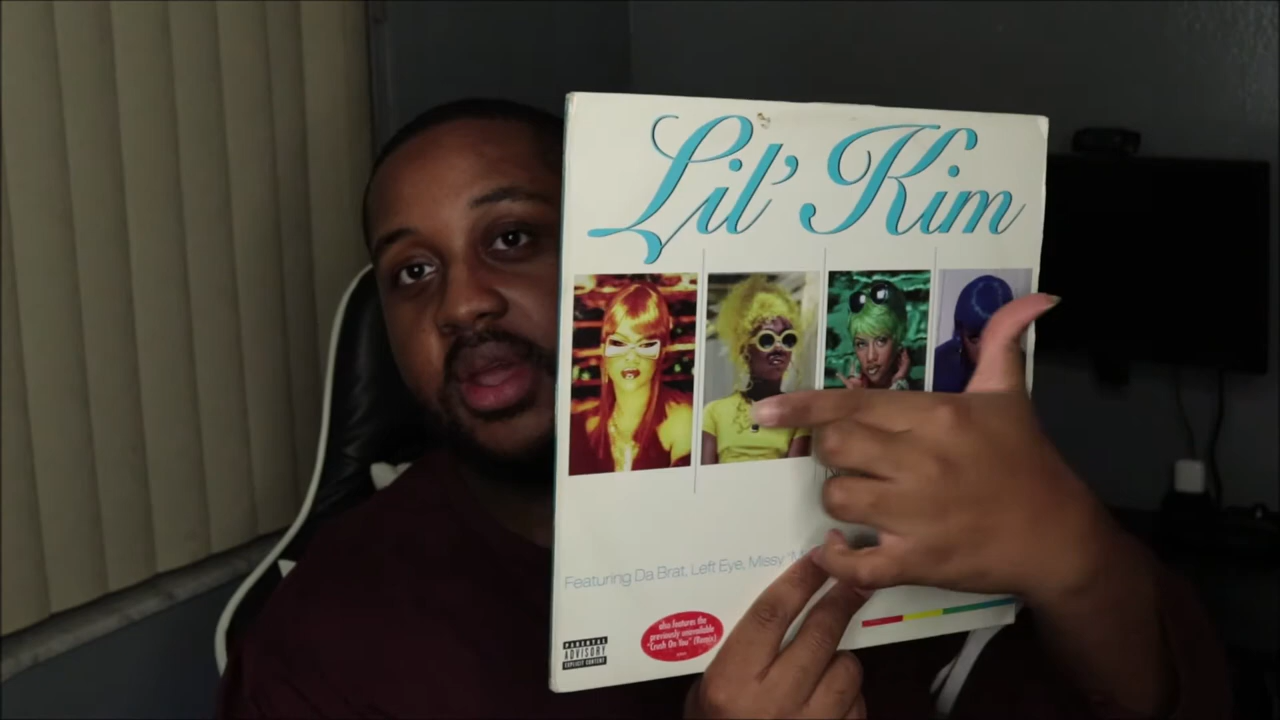 Lil' Kim
Featuring Da Brat, Left Eye, Missy "M
also features the
previously unavailable
"Crush On You" (Remix)
PARENTAL
ADVISORY
EXPLICIT CONTENT